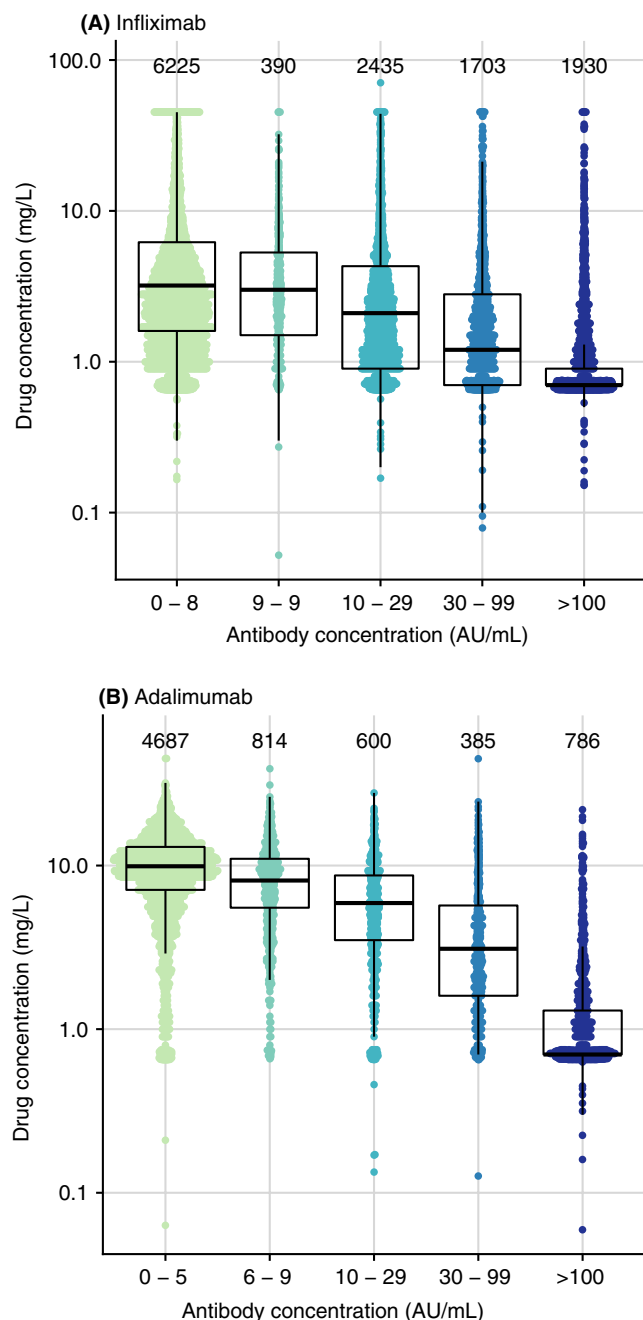 (A) Infliximab
6225 390 2435 1703 1930
100.0
10.0
1.0
0.1
Drug concentration (mg/L)
0 – 8 9 – 9 10 – 29 30 – 99 >100
Antibody concentration (AU/mL)
(B) Adalimumab
4687 814 600 385 786
10.0
1.0
0.1
Drug concentration (mg/L)
0 – 5 6 – 9 10 – 29 30 – 99 >100
Antibody concentration (AU/mL)